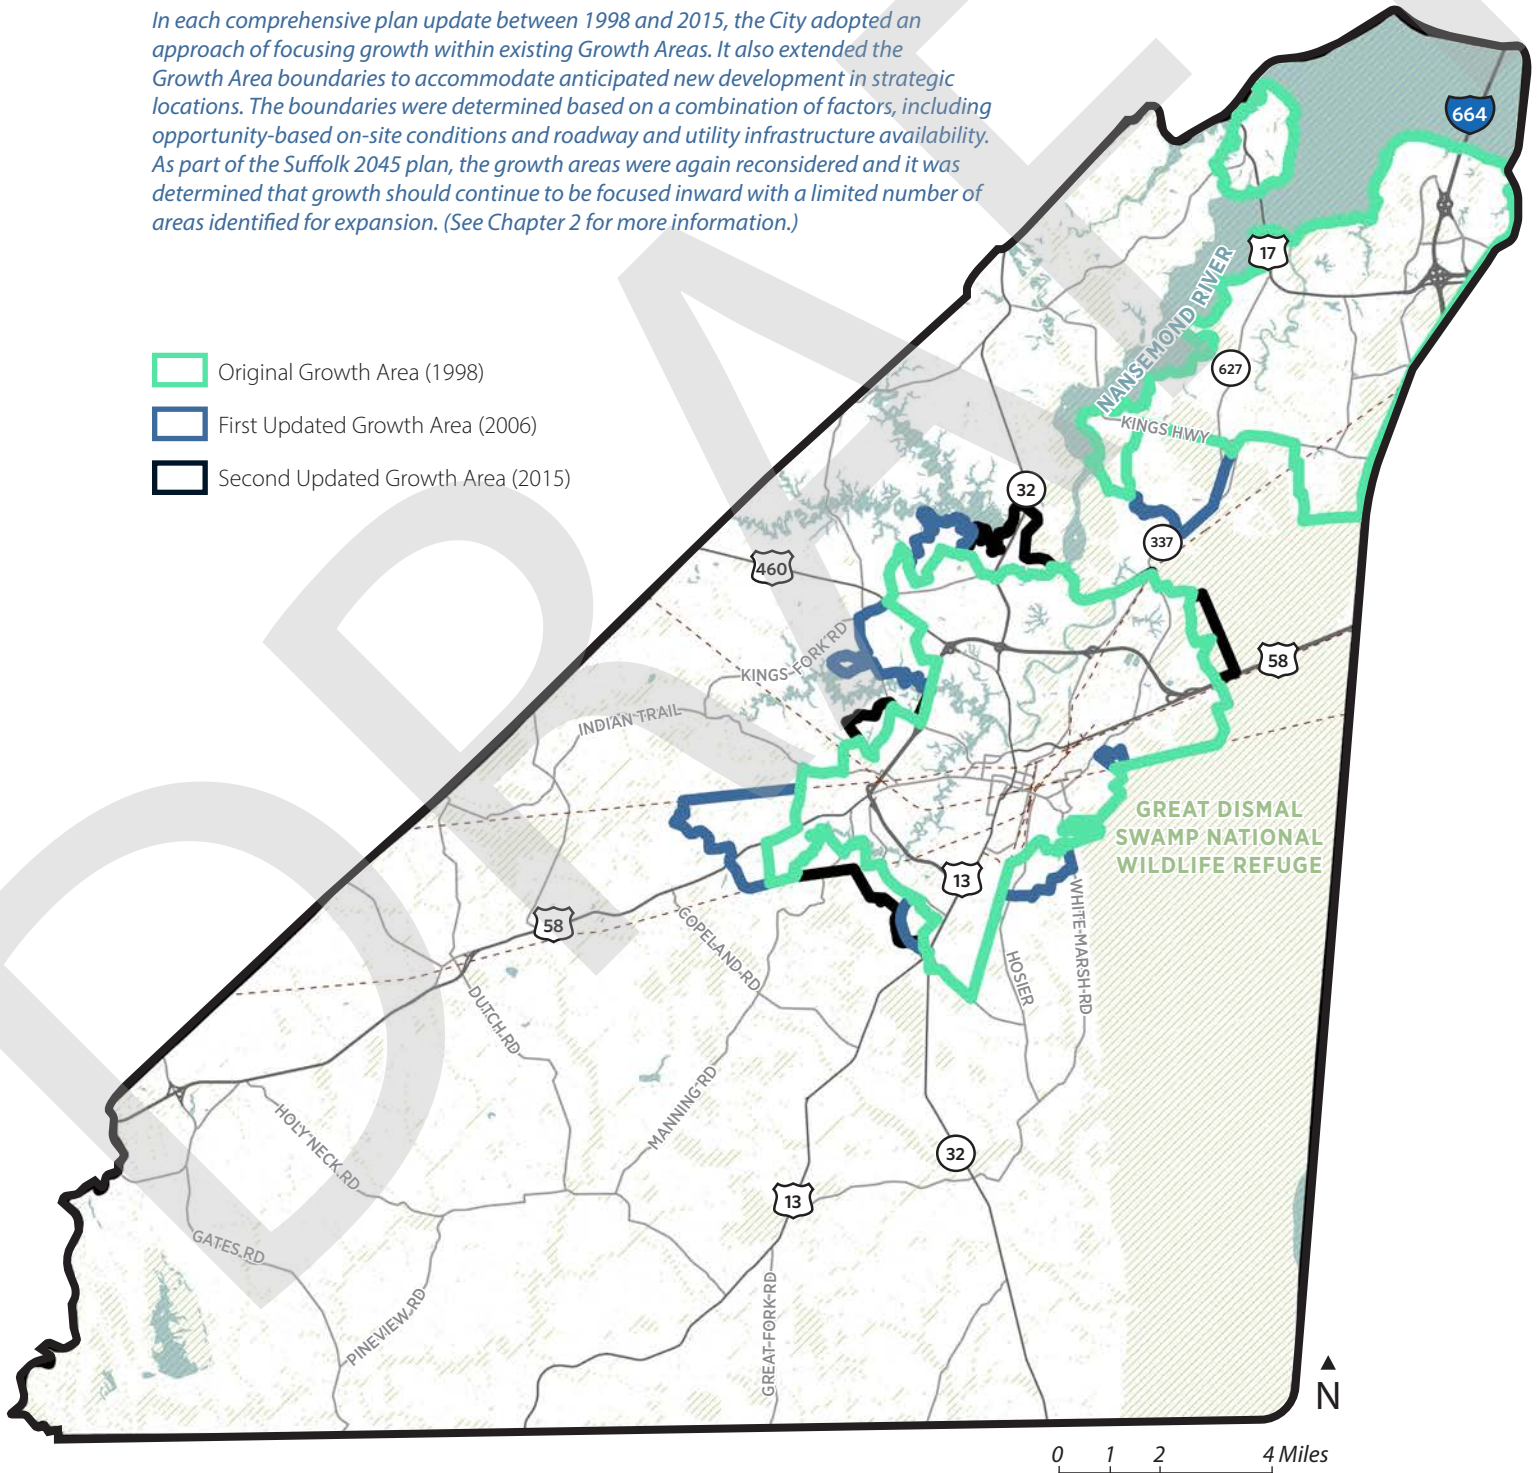 In each comprehensive plan update between 1998 and 2015, the City adopted an
approach of focusing growth within existing Growth Areas. It also extended the
Growth Area boundaries to accommodate anticipated new development in strategic
locations. The boundaries were determined based on a combination of factors, including
opportunity-based on-site conditions and roadway and utility infrastructure availability.
As part of the Suffolk 2045 plan, the growth areas were again reconsidered and it was
determined that growth should continue to be focused inward with a limited number of
areas identified for expansion. (See Chapter 2 for more information.)
664
17
NANSEMOND RIVER
Original Growth Area (1998)
627
First Updated Growth Area (2006)
KINGS HWY
Second Updated Growth Area (2015)
32
337
460
KINGS FORK RD
58
INDIAN TRAIL
GREAT DISMAL
SWAMP NATIONAL
WILDLIFE REFUGE
13
58
COPELAND RD
WHITE MARSH RD
HOSIER
DUTCH RD
MANNING RD
HOLY NECK RD
32
13
GATES RD
PINEVIEW RD
GREAT FORK RD
N
0 1 2 4 Miles
DRAF